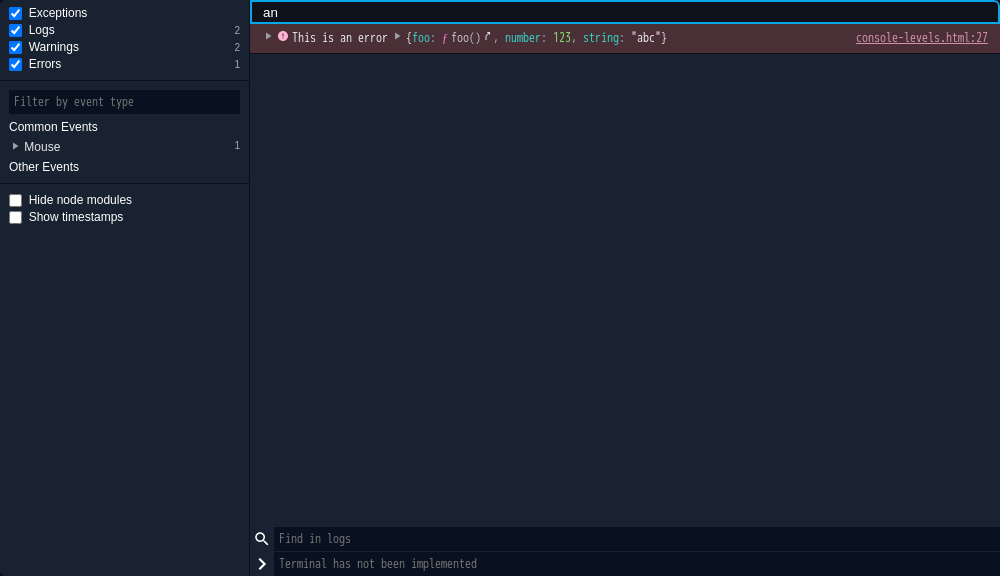 Exceptions
Logs 2
Warnings 2
Errors 1
Filter by event type
Common Events
Mouse 1
Other Events
Hide node modules
Show timestamps
an
This is an error {foo: ƒ foo() , number: 123, string: "abc"} console-levels.html:27
Find in logs
Terminal has not been implemented